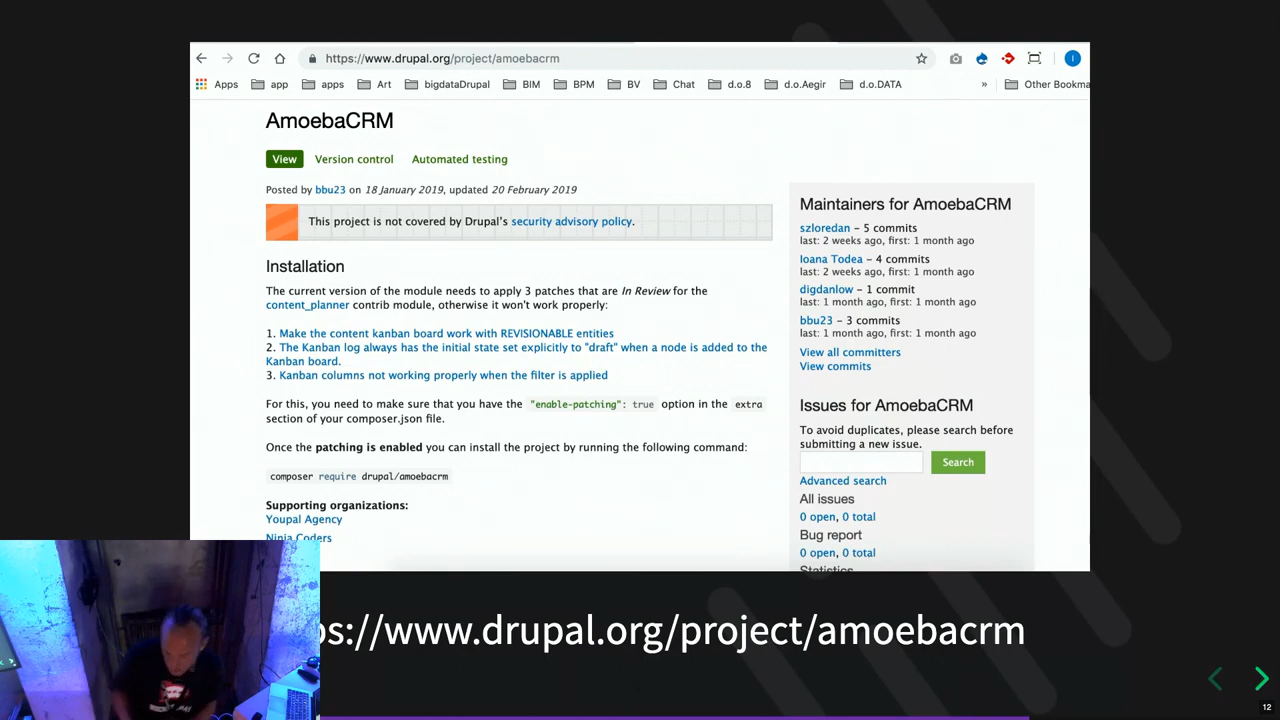 https://www.drupal.org/project/amoebacrm
Apps
app
apps
Art
bigdataDrupal
BIM
BPM
BV
Chat
d.o.8
d.o.Aegir
d.o.DATA
»
Other Bookma
AmoebaCRM
View
Version control
Automated testing
Posted by bbu23 on 18 January 2019, updated 20 February 2019
This project is not covered by Drupal's security advisory policy.
Installation
The current version of the module needs to apply 3 patches that are In Review for the
content_planner contrib module, otherwise it won't work properly:
1. Make the content kanban board work with REVISIONABLE entities
2. The Kanban log always has the initial state set explicitly to "draft" when a node is added to the
Kanban board.
3. Kanban columns not working properly when the filter is applied
For this, you need to make sure that you have the "enable-patching": true option in the extra
section of your composer.json file.
Once the patching is enabled you can install the project by running the following command:
composer require drupal/amoebacrm
Supporting organizations:
Youpal Agency
Ninja Coders
Maintainers for AmoebaCRM
szloredan – 5 commits
last: 2 weeks ago, first: 1 month ago
Ioana Todea – 4 commits
last: 2 weeks ago, first: 1 month ago
digdanlow – 1 commit
last: 1 month ago, first: 1 month ago
bbu23 – 3 commits
last: 1 month ago, first: 1 month ago
View all committers
View commits
Issues for AmoebaCRM
To avoid duplicates, please search before
submitting a new issue.
Search
Advanced search
All issues
0 open, 0 total
Bug report
0 open, 0 total
Statistics
ps://www.drupal.org/project/amoebacrm
12